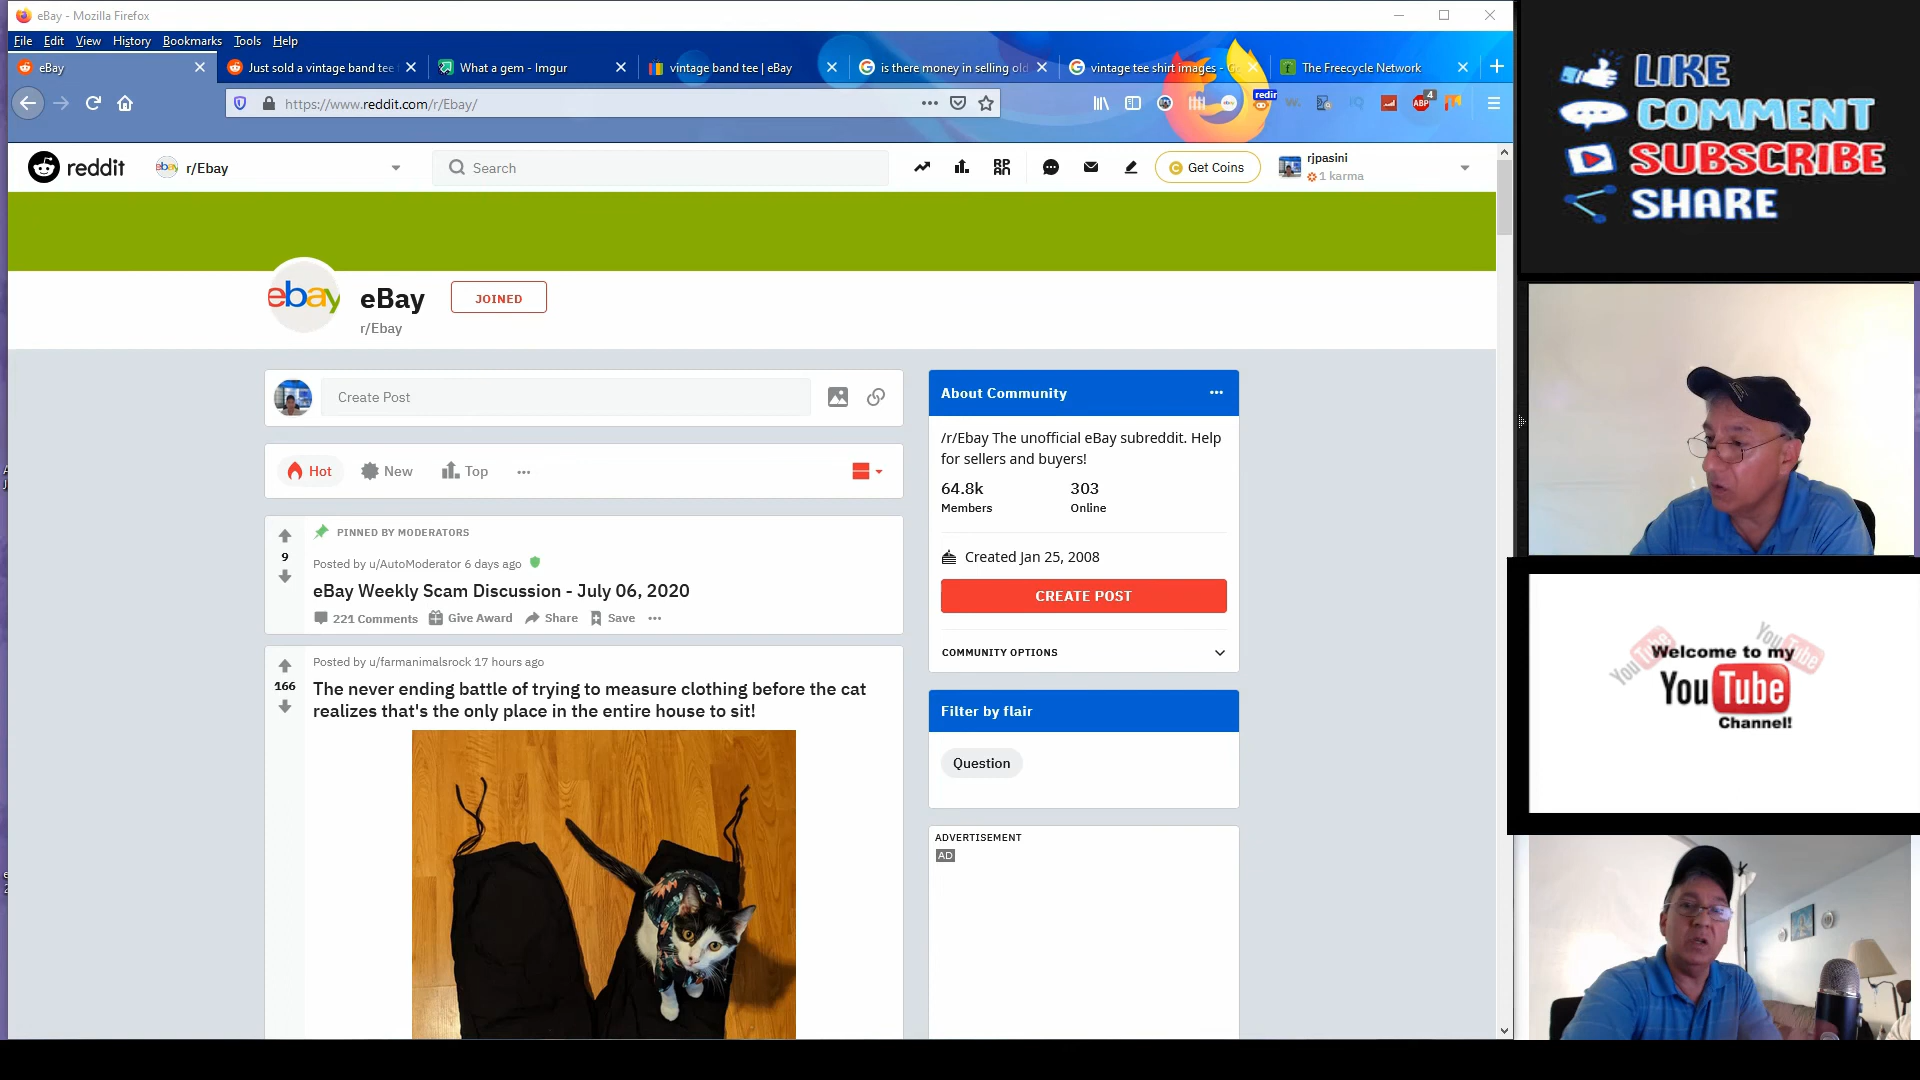 eBay - Mozilla Firefox
File Edit View History Bookmarks Tools Help
eBay
Just sold a vintage band tee
What a gem - Imgur
vintage band tee | eBay
is there money in selling old
vintage tee shirt images - G
The Freecycle Network
https://www.reddit.com/r/Ebay/
redir
ABP
4
reddit
ebay
r/Ebay
Search
Get Coins
rjpasini
1 karma
ebay
eBay
JOINED
r/Ebay
Create Post
Hot
New
Top
PINNED BY MODERATORS
Posted by u/AutoModerator 6 days ago
9
eBay Weekly Scam Discussion - July 06, 2020
221 Comments
Give Award
Share
Save
Posted by u/farmanimalsrock 17 hours ago
166
The never ending battle of trying to measure clothing before the cat
realizes that's the only place in the entire house to sit!
About Community
/r/Ebay The unofficial eBay subreddit. Help
for sellers and buyers!
64.8k
303
Members
Online
Created Jan 25, 2008
CREATE POST
COMMUNITY OPTIONS
Filter by flair
Question
ADVERTISEMENT
AD
LIKE
COMMENT
SUBSCRIBE
SHARE
YouTube
YouTube
Welcome to my
YouTube
Channel!